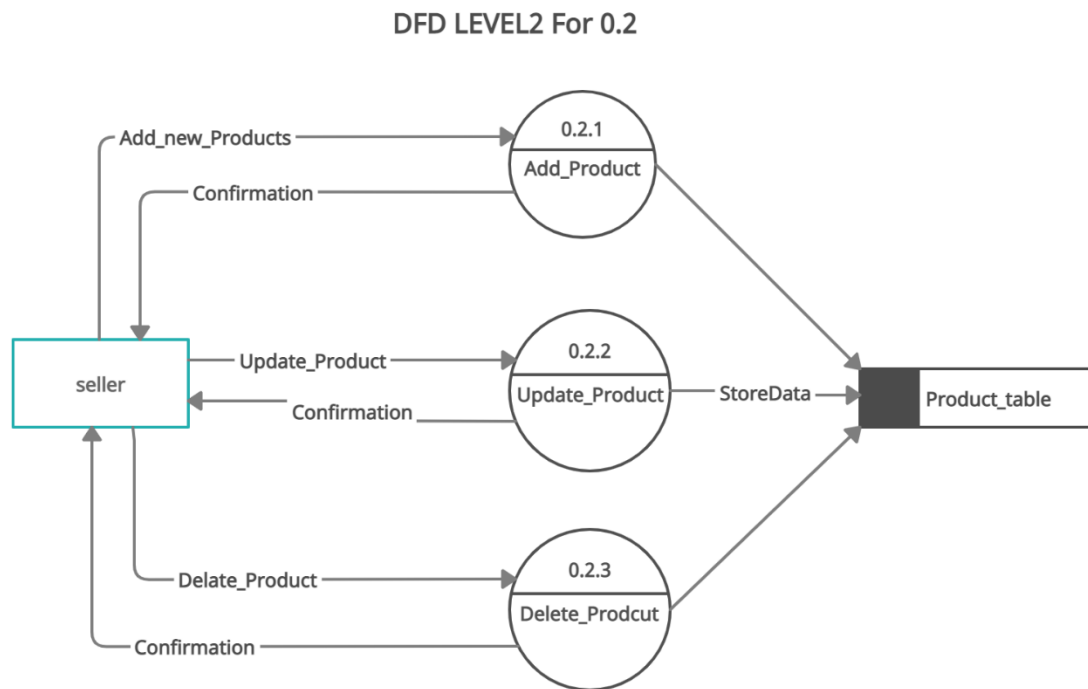 DFD LEVEL2 For 0.2
0.2.1
Add_new_Products
Add_Product
Confirmation
0.2.2
Update_Product
seller
Update_Product
StoreData
Product_table
Confirmation
0.2.3
Delate_Product
Delete_Prodcut
Confirmation